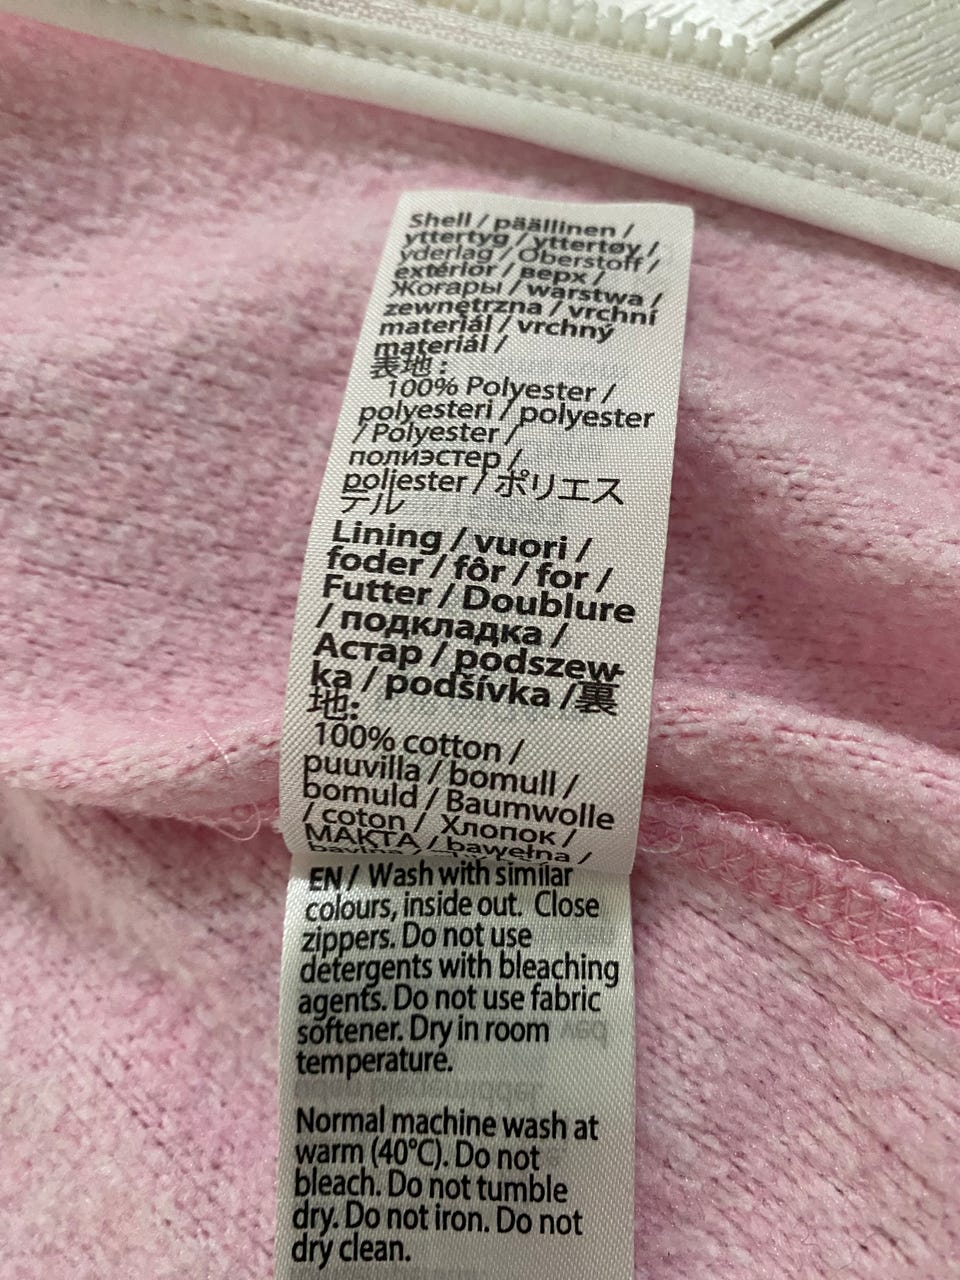 Shell / päällinen /
yttertyg / yttertøy /
yderlag / Oberstoff /
extérior / верх /
Жоғары / warstwa /
zewnętrzna / vrchní
materiál / vrchný
materiál /
表地 :
100% Polyester /
polyesteri / polyester
/ Polyester /
полиэстер /
poliester / ポリエス
テル
Lining / vuori /
foder / fôr / for /
Futter / Doublure
/ подкладка /
Астар / podszew-
ka / podšívka / 裏
地:
100% cotton /
puuvilla / bomull /
bomuld / Baumwolle
/ coton / Хлопок /
МАКТА / bawełna /
EN / Wash with similar
colours, inside out. Close
zippers. Do not use
detergents with bleaching
agents. Do not use fabric
softener. Dry in room
temperature.
Normal machine wash at
warm (40°C). Do not
bleach. Do not tumble
dry. Do not iron. Do not
dry clean.